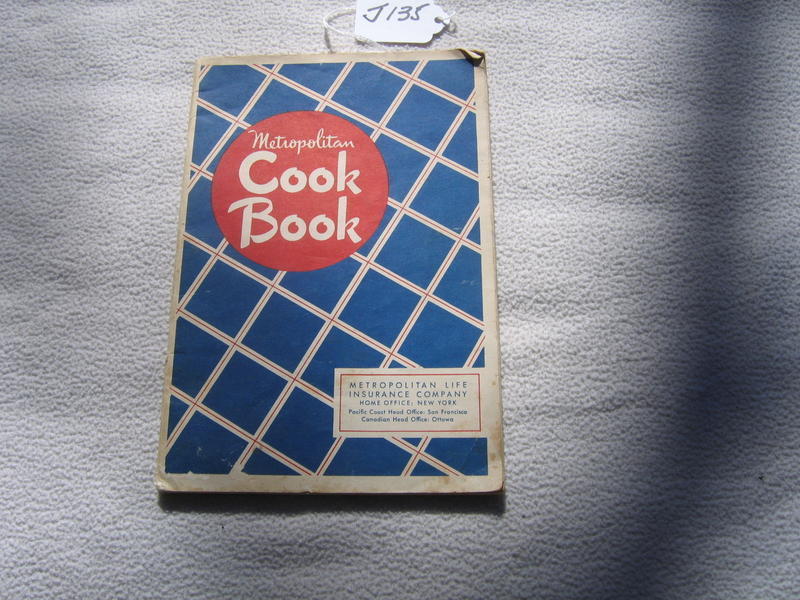 J135
Metropolitan
Cook
Book
METROPOLITAN LIFE
INSURANCE COMPANY
HOME OFFICE: NEW YORK
Pacific Coast Head Office: San Francisco
Canadian Head Office: Ottawa